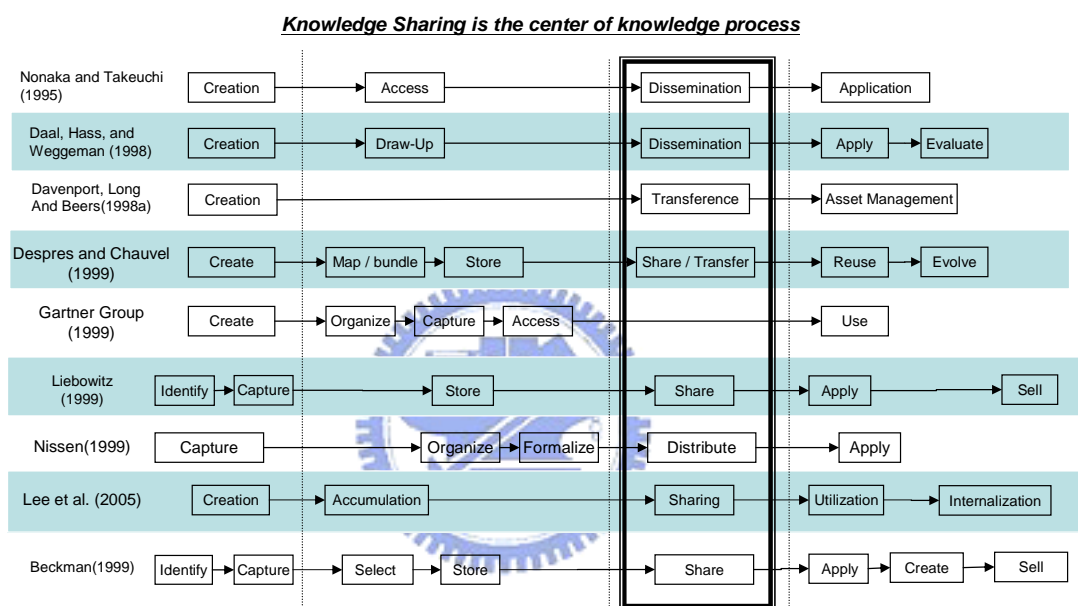 Knowledge Sharing is the center of knowledge process
Nonaka and Takeuchi
(1995)
Creation
Access
Dissemination
Application
Daal, Hass, and
Weggeman (1998)
Creation
Draw-Up
Dissemination
Apply
Evaluate
Davenport, Long
And Beers(1998a)
Creation
Transference
Asset Management
Despres and Chauvel
(1999)
Create
Map / bundle
Store
Share / Transfer
Reuse
Evolve
Gartner Group
(1999)
Create
Organize
Capture
Access
Use
Liebowitz
(1999)
Identify
Capture
Store
Share
Apply
Sell
Nissen(1999)
Capture
Organize
Formalize
Distribute
Apply
Lee et al. (2005)
Creation
Accumulation
Sharing
Utilization
Internalization
Beckman(1999)
Identify
Capture
Select
Store
Share
Apply
Create
Sell